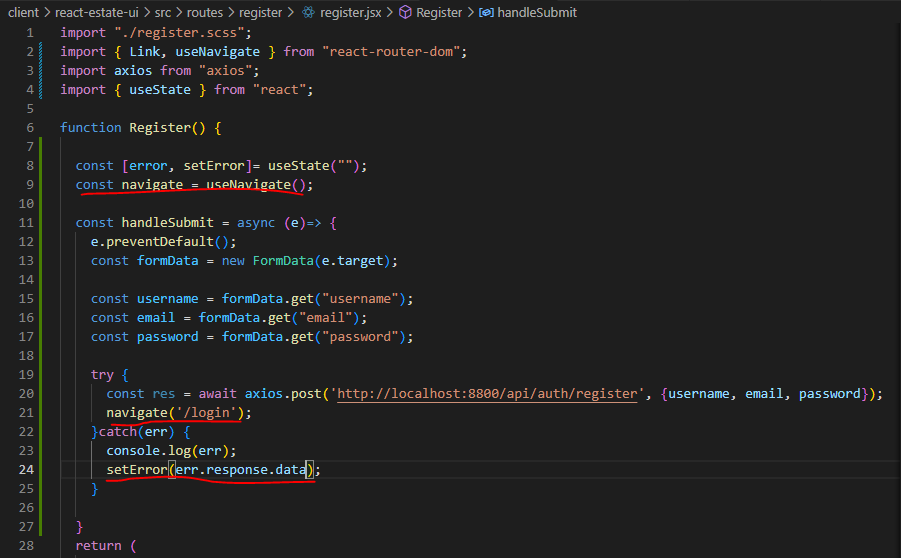 client > react-estate-ui > src > routes > register > register.jsx > Register > handleSubmit
1 import "./register.scss";
2 import { Link, useNavigate } from "react-router-dom";
3 import axios from "axios";
4 import { useState } from "react";
5
6 function Register() {
7
8 const [error, setError]= useState("");
9 const navigate = useNavigate();
10
11 const handleSubmit = async (e)=> {
12 e.preventDefault();
13 const formData = new FormData(e.target);
14
15 const username = formData.get("username");
16 const email = formData.get("email");
17 const password = formData.get("password");
18
19 try {
20 const res = await axios.post('http://localhost:8800/api/auth/register', {username, email, password});
21 navigate('/login');
22 }catch(err) {
23 console.log(err);
24 setError(err.response.data);
25 }
26
27 }
28 return (